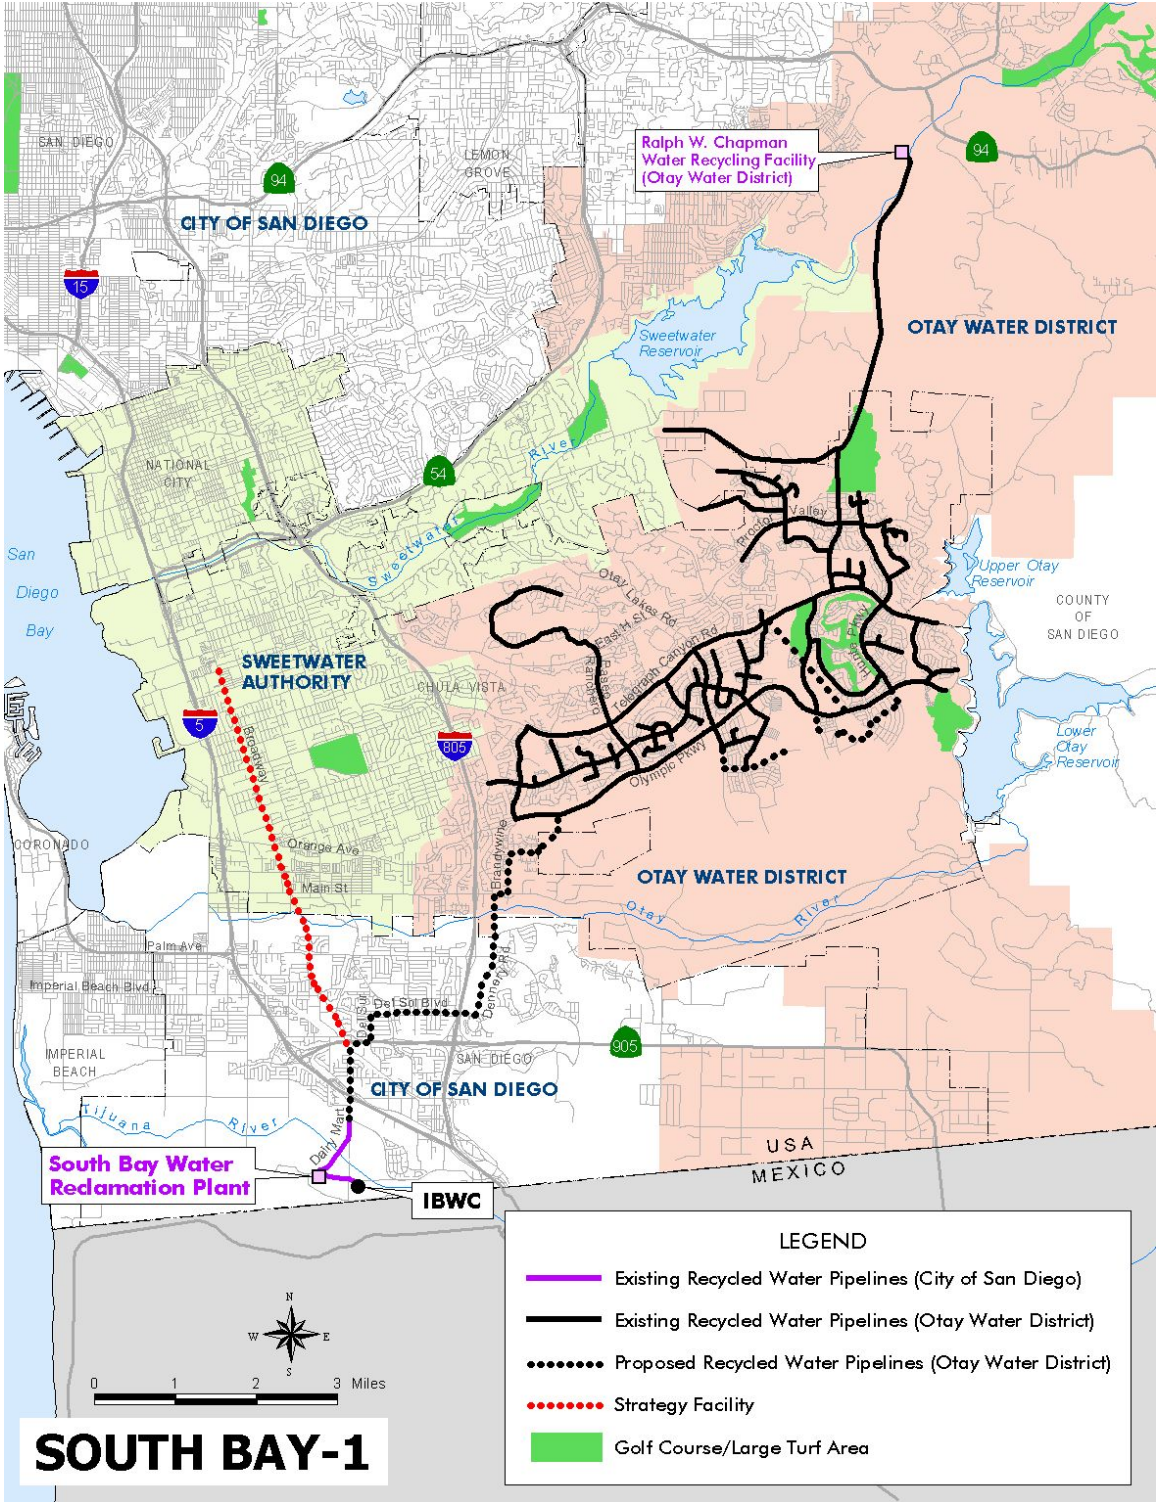 SAN DIEGO
94
CITY OF SAN DIEGO
LEMON
GROVE
Ralph W. Chapman
Water Recycling Facility
(Otay Water District)
94
15
OTAY WATER DISTRICT
Sweetwater
Reservoir
NATIONAL
CITY
54
Sweetwater
River
Proctor
Valley
San
Diego
Bay
Upper Otay
Reservoir
COUNTY
OF
SAN DIEGO
Otay Lakes Rd
East H St
Telegraph Canyon Rd
Paseo
Ranchero
Hunte
Pkwy
SWEETWATER
AUTHORITY
CHULA VISTA
5
805
Broadway
Olympic Pkwy
Lower
Otay
Reservoir
CORONADO
Orange Ave
Main St
Brandywine
OTAY WATER DISTRICT
Otay
River
Palm Ave
Imperial Beach Blvd
Dennery Rd
Del Sol Blvd
Del Sur
905
IMPERIAL
BEACH
SAN DIEGO
CITY OF SAN DIEGO
Tijuana
River
Dairy Mart
USA
MEXICO
South Bay Water
Reclamation Plant
IBWC
LEGEND
Existing Recycled Water Pipelines (City of San Diego)
Existing Recycled Water Pipelines (Otay Water District)
Proposed Recycled Water Pipelines (Otay Water District)
Strategy Facility
Golf Course/Large Turf Area
N
W
E
S
0 1 2 3 Miles
SOUTH BAY-1